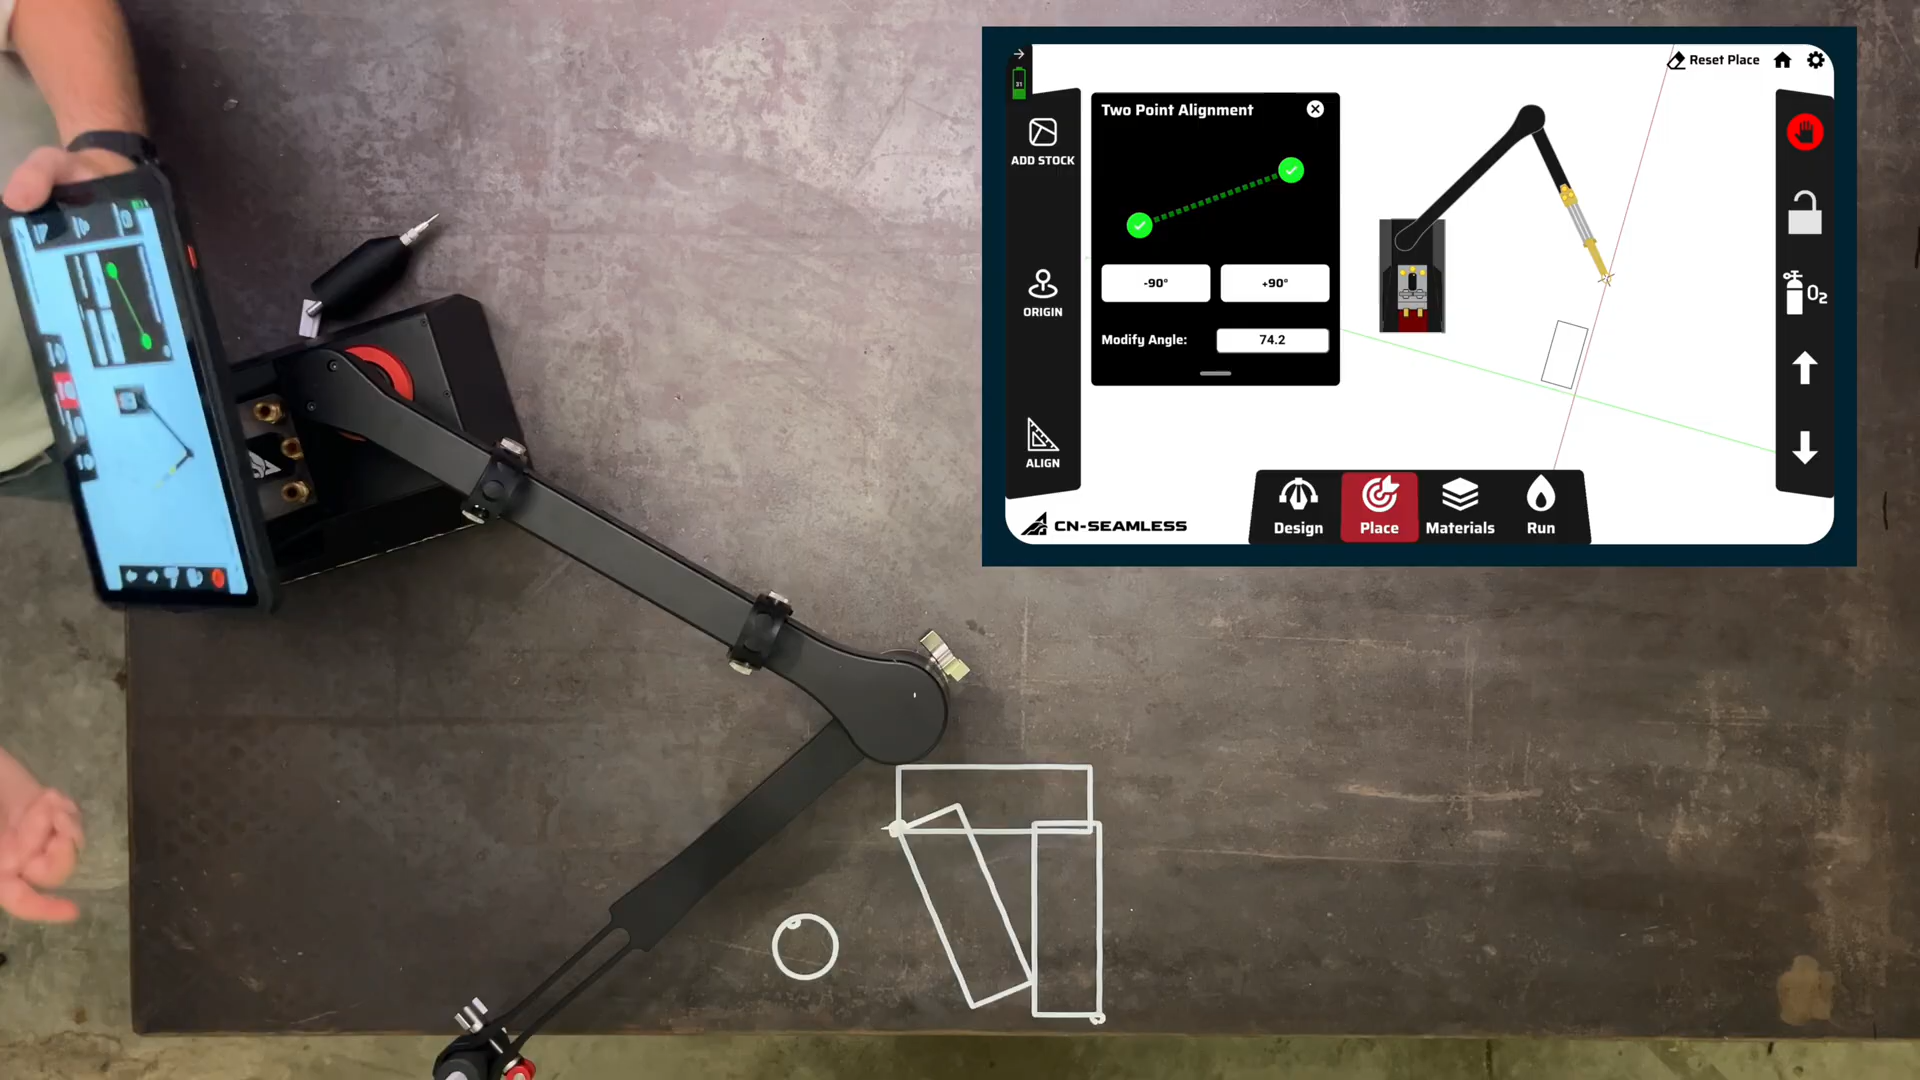 Reset Place
31
Two Point Alignment
ADD STOCK
-90°
+90°
ORIGIN
O₂
Modify Angle:
74.2
ALIGN
Design
Place
Materials
Run
CN-SEAMLESS